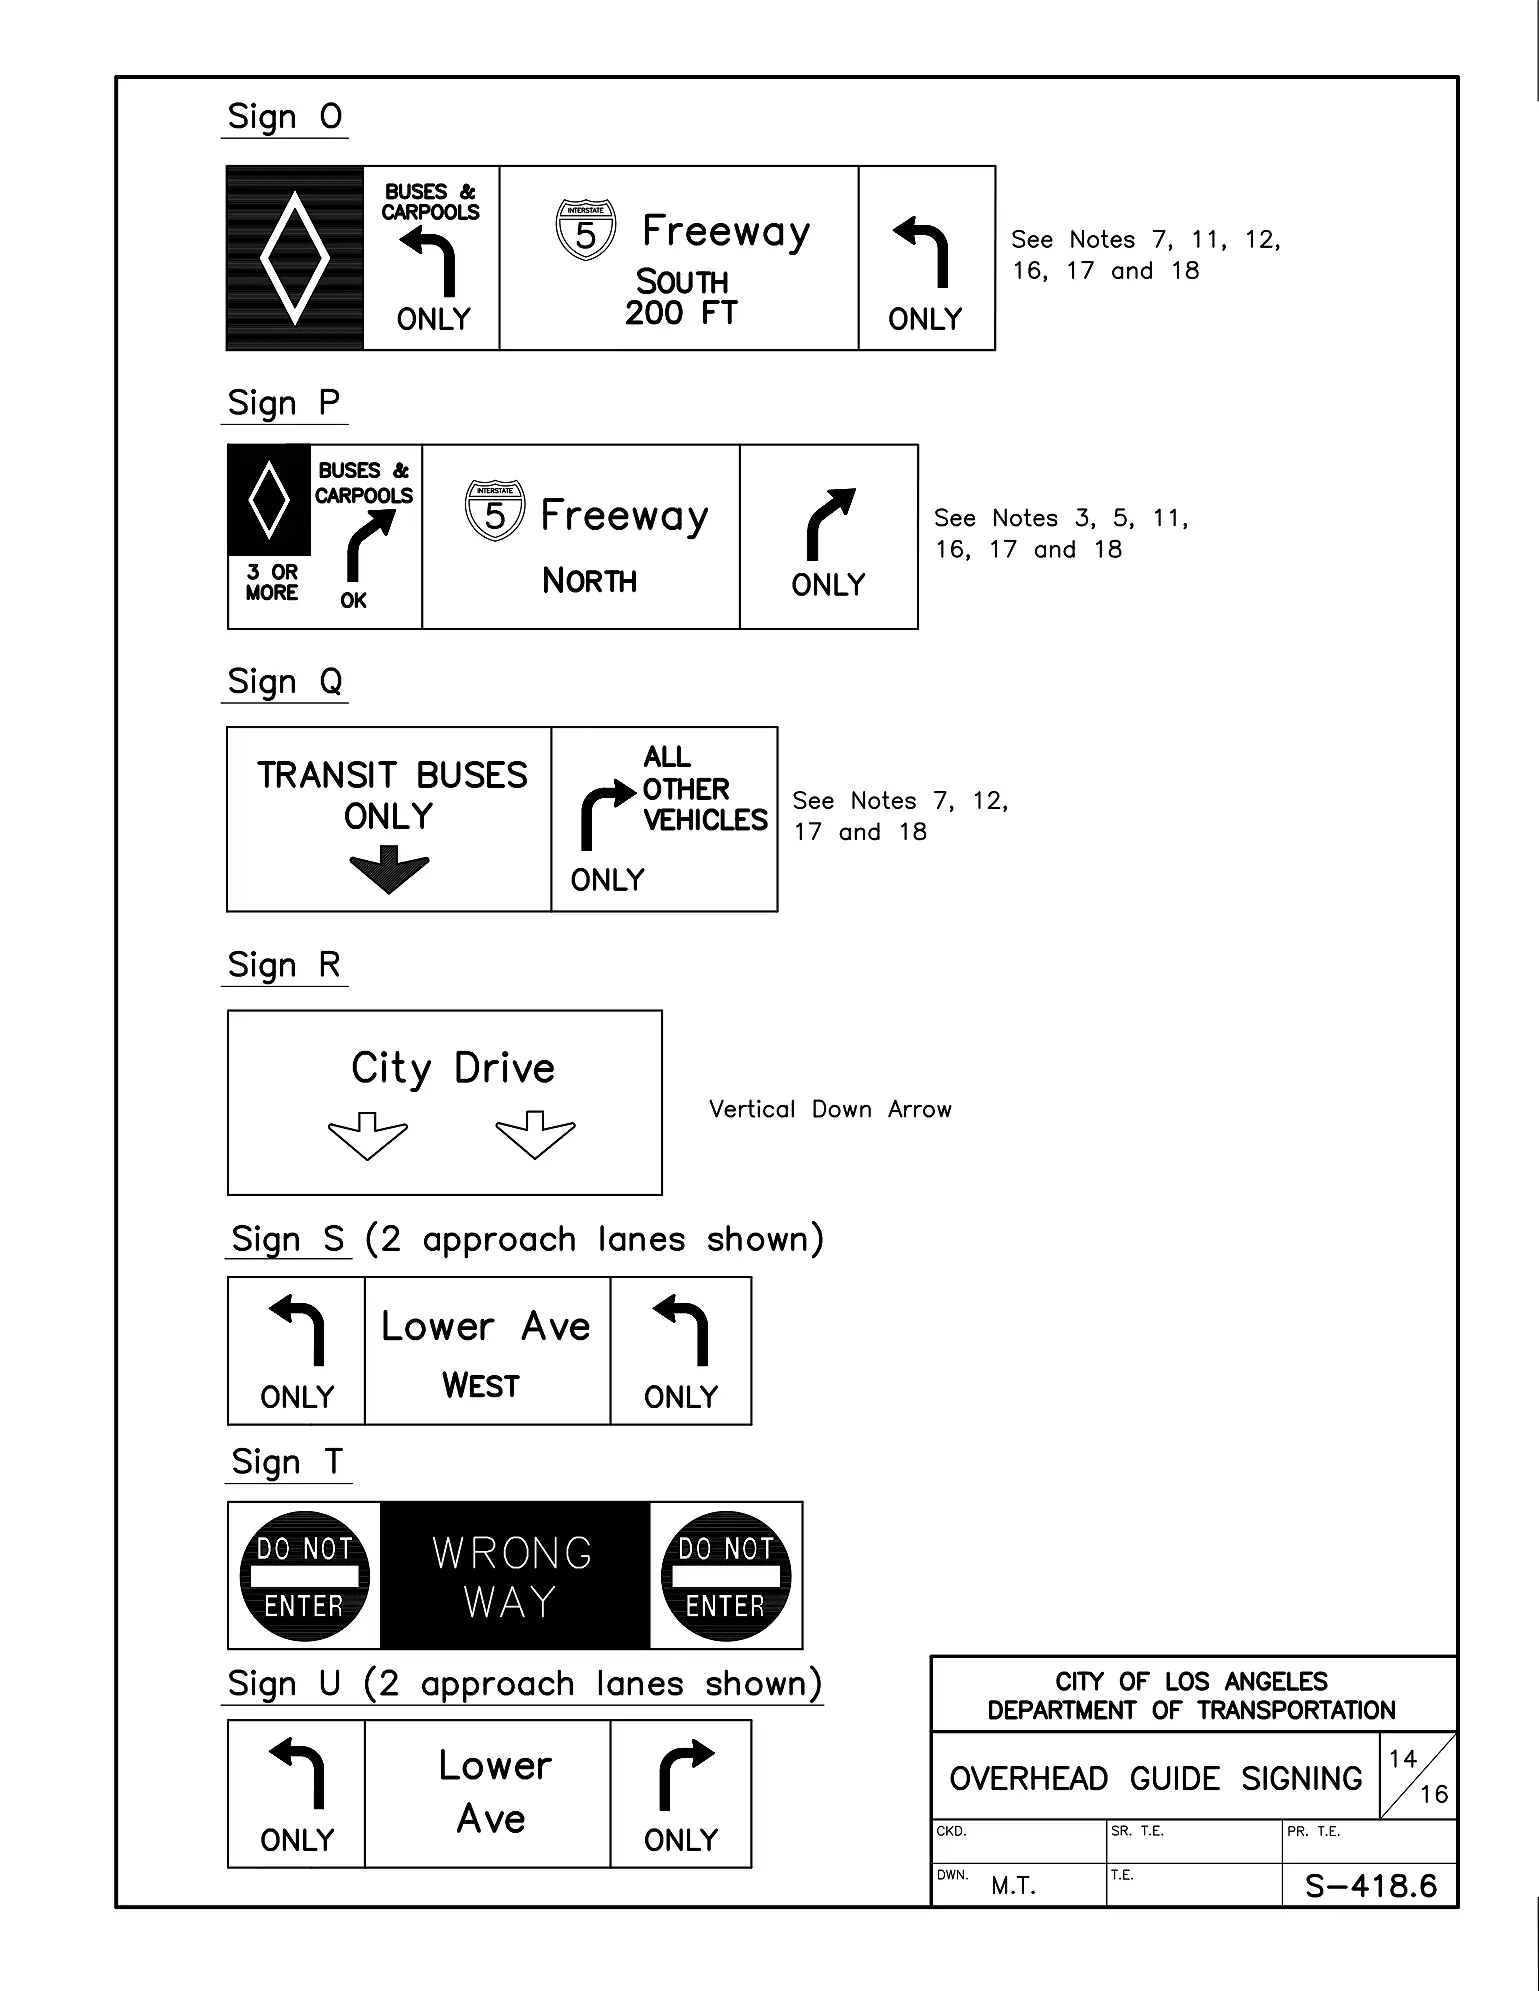 Sign O
BUSES &
CARPOOLS
ONLY
INTERSTATE
5
Freeway
SOUTH
200 FT
ONLY
See Notes 7, 11, 12,
16, 17 and 18
Sign P
BUSES &
CARPOOLS
3 OR
MORE
OK
INTERSTATE
5
Freeway
NORTH
ONLY
See Notes 3, 5, 11,
16, 17 and 18
Sign Q
TRANSIT BUSES
ONLY
ALL
OTHER
VEHICLES
ONLY
See Notes 7, 12,
17 and 18
Sign R
City Drive
Vertical Down Arrow
Sign S (2 approach lanes shown)
ONLY
Lower Ave
WEST
ONLY
Sign T
DO NOT
ENTER
WRONG
WAY
DO NOT
ENTER
Sign U (2 approach lanes shown)
ONLY
Lower
Ave
ONLY
CITY OF LOS ANGELES
DEPARTMENT OF TRANSPORTATION
OVERHEAD GUIDE SIGNING
14
16
CKD.
SR. T.E.
PR. T.E.
DWN. M.T.
T.E.
S-418.6